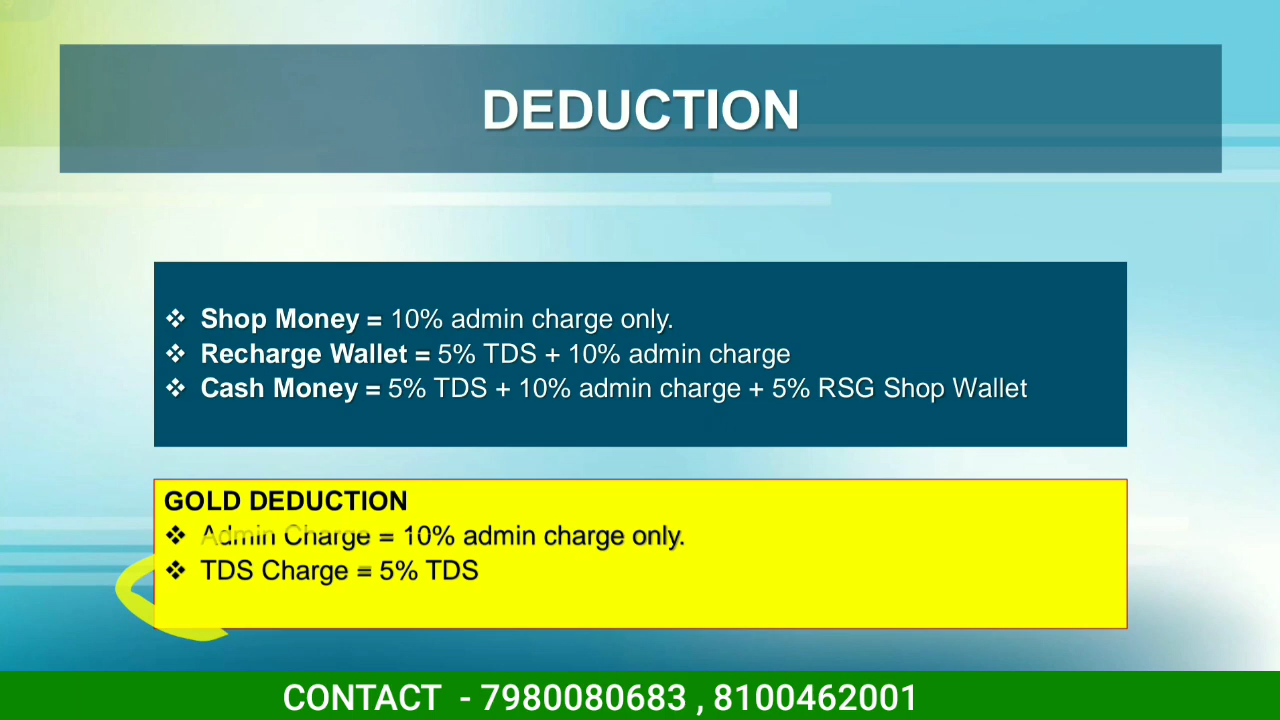 DEDUCTION
❖ Shop Money = 10% admin charge only.
❖ Recharge Wallet = 5% TDS + 10% admin charge
❖ Cash Money = 5% TDS + 10% admin charge + 5% RSG Shop Wallet
GOLD DEDUCTION
❖ Admin Charge = 10% admin charge only.
❖ TDS Charge = 5% TDS
CONTACT - 7980080683 , 8100462001